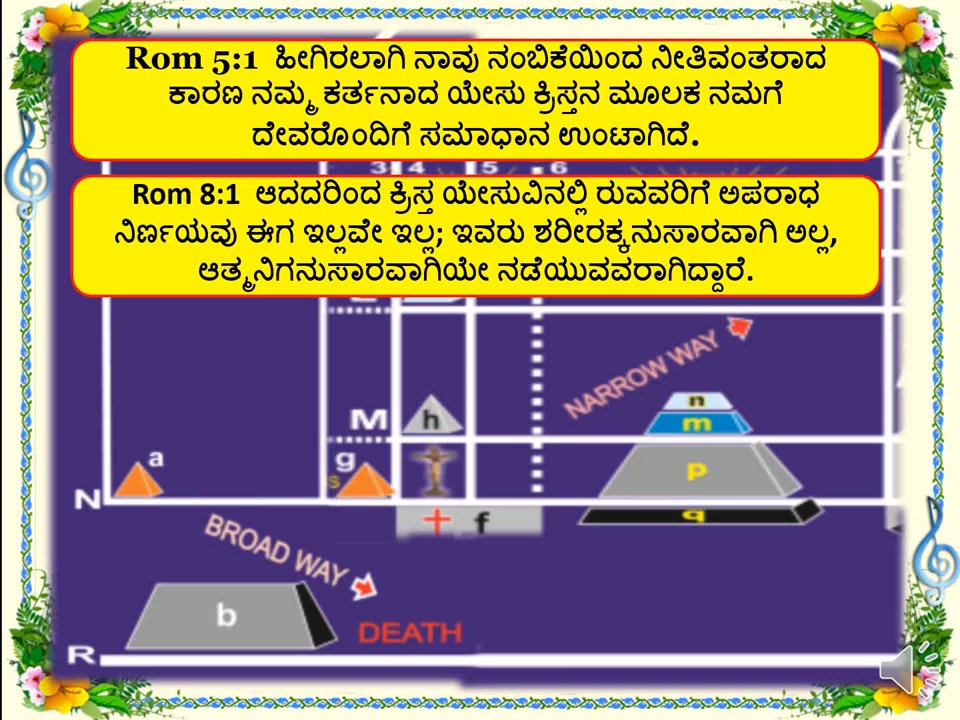 Rom 5:1 ಹೀಗಿರಲಾಗಿ ನಾವು ನಂಬಿಕೆಯಿಂದ ನೀತಿವಂತರಾದ
ಕಾರಣ ನಮ್ಮ ಕರ್ತನಾದ ಯೇಸು ಕ್ರಿಸ್ತನ ಮೂಲಕ ನಮಗೆ
ದೇವರೊಂದಿಗೆ ಸಮಾಧಾನ ಉಂಟಾಗಿದೆ.
3 4 5 6
Rom 8:1 ಆದದರಿಂದ ಕ್ರಿಸ್ತ ಯೇಸುವಿನಲ್ಲಿ ರುವವರಿಗೆ ಅಪರಾಧ
ನಿರ್ಣಯವು ಈಗ ಇಲ್ಲವೇ ಇಲ್ಲ; ಇವರು ಶರೀರಕ್ಕನುಸಾರವಾಗಿ ಅಲ್ಲ,
ಆತ್ಮನಿಗನುಸಾರವಾಗಿಯೇ ನಡೆಯುವವರಾಗಿದ್ದಾರೆ.
NARROW WAY
n
M h m
a g
s p
N
+ f q
BROAD WAY
b
DEATH
R